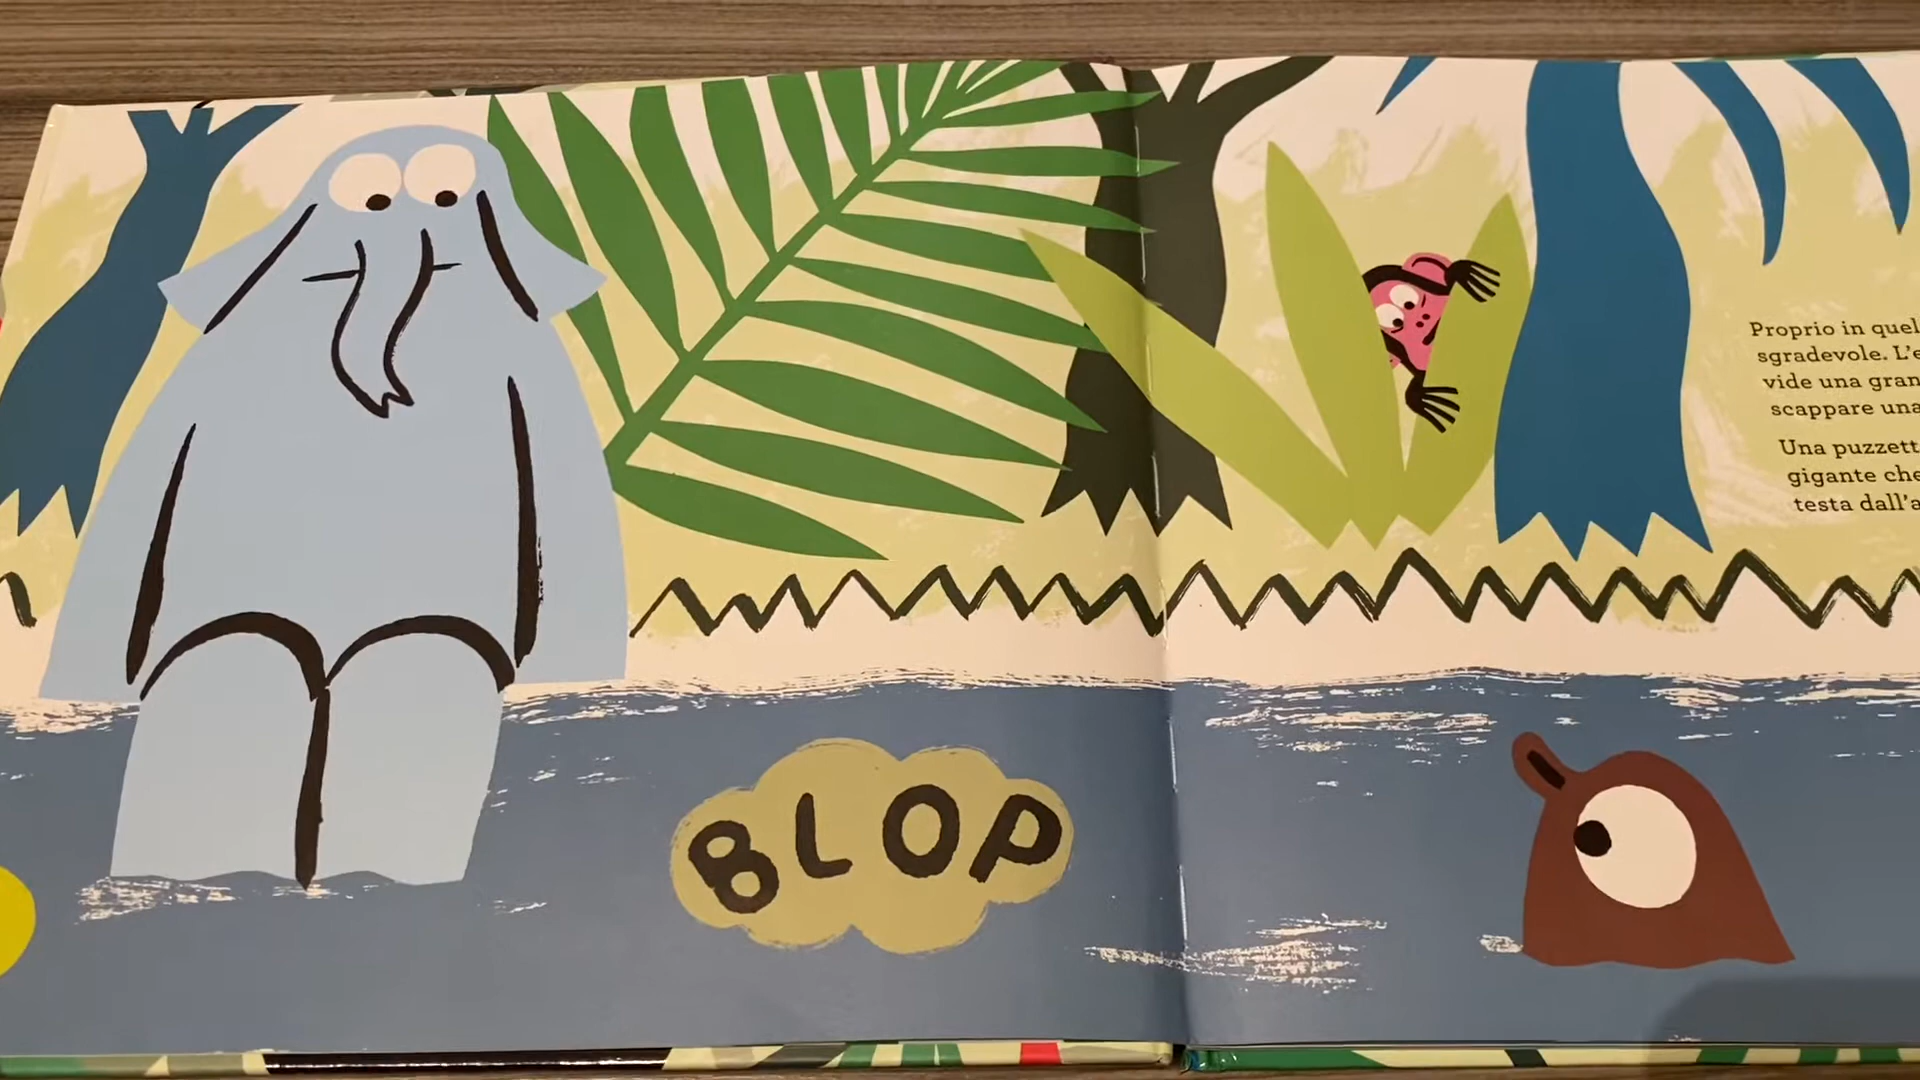 BLOP
Proprio in quel
sgradevole. L'e
vide una gran
scappare una
Una puzzett
gigante che
testa dall'a